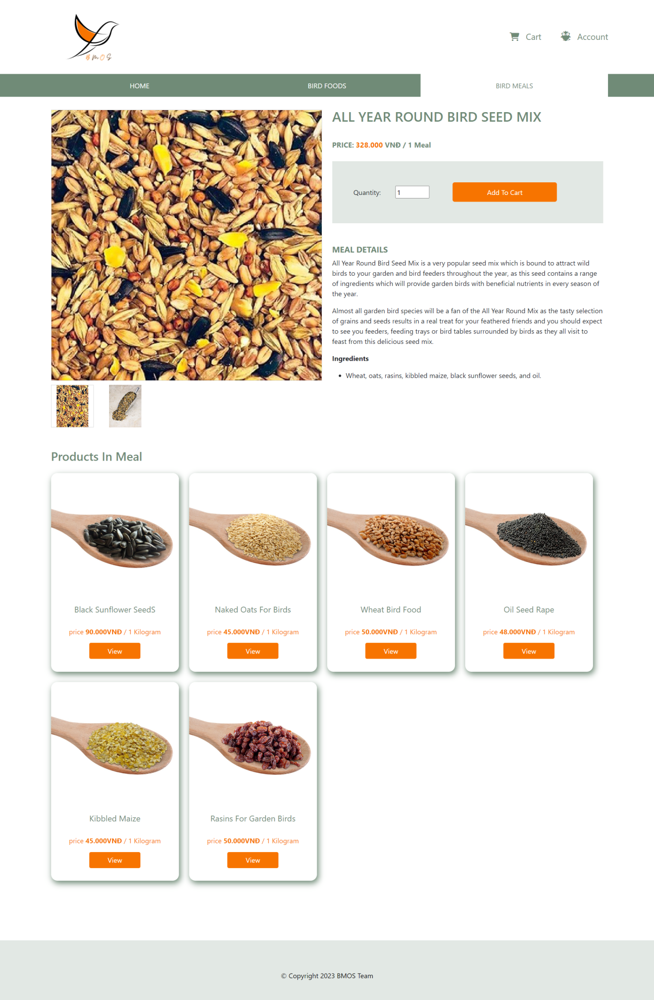 BMOS
Cart
Account
HOME
BIRD FOODS
BIRD MEALS
ALL YEAR ROUND BIRD SEED MIX
PRICE: 328.000 VNĐ / 1 Meal
Quantity: 1
Add To Cart
MEAL DETAILS
All Year Round Bird Seed Mix is a very popular seed mix which is bound to attract wild
birds to your garden and bird feeders throughout the year, as this seed contains a range
of ingredients which will provide garden birds with beneficial nutrients in every season of
the year.
Almost all garden bird species will be a fan of the All Year Round Mix as the tasty selection
of grains and seeds results in a real treat for your feathered friends and you should expect
to see you feeders, feeding trays or bird tables surrounded by birds as they all visit to
feast from this delicious seed mix.
Ingredients
• Wheat, oats, rasins, kibbled maize, black sunflower seeds, and oil.
Products In Meal
Black Sunflower SeedS
price 90.000VNĐ / 1 Kilogram
View
Naked Oats For Birds
price 45.000VNĐ / 1 Kilogram
View
Wheat Bird Food
price 50.000VNĐ / 1 Kilogram
View
Oil Seed Rape
price 48.000VNĐ / 1 Kilogram
View
Kibbled Maize
price 45.000VNĐ / 1 Kilogram
View
Rasins For Garden Birds
price 50.000VNĐ / 1 Kilogram
View
© Copyright 2023 BMOS Team